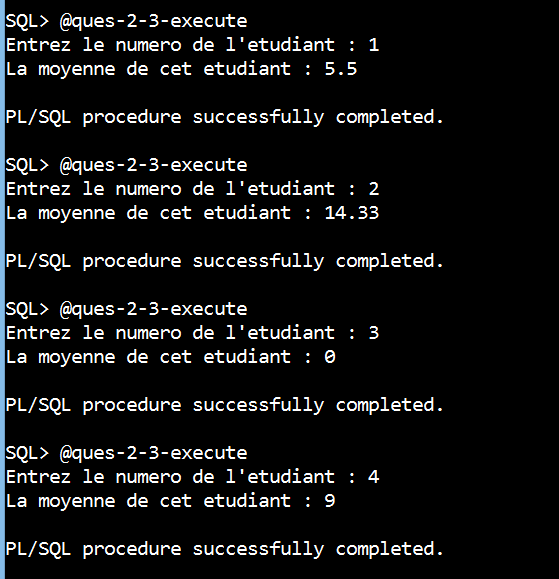 SQL> @ques-2-3-execute
Entrez le numero de l'etudiant : 1
La moyenne de cet etudiant : 5.5
PL/SQL procedure successfully completed.
SQL> @ques-2-3-execute
Entrez le numero de l'etudiant : 2
La moyenne de cet etudiant : 14.33
PL/SQL procedure successfully completed.
SQL> @ques-2-3-execute
Entrez le numero de l'etudiant : 3
La moyenne de cet etudiant : 0
PL/SQL procedure successfully completed.
SQL> @ques-2-3-execute
Entrez le numero de l'etudiant : 4
La moyenne de cet etudiant : 9
PL/SQL procedure successfully completed.